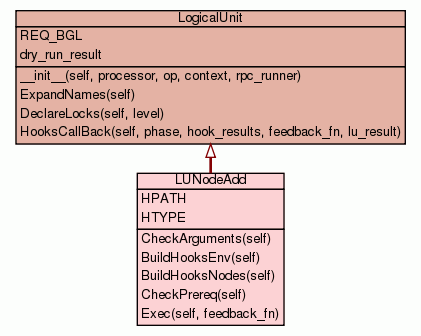 LogicalUnit
REQ_BGL
dry_run_result
__init__(self, processor, op, context, rpc_runner)
ExpandNames(self)
DeclareLocks(self, level)
HooksCallBack(self, phase, hook_results, feedback_fn, lu_result)
LUNodeAdd
HPATH
HTYPE
CheckArguments(self)
BuildHooksEnv(self)
BuildHooksNodes(self)
CheckPrereq(self)
Exec(self, feedback_fn)